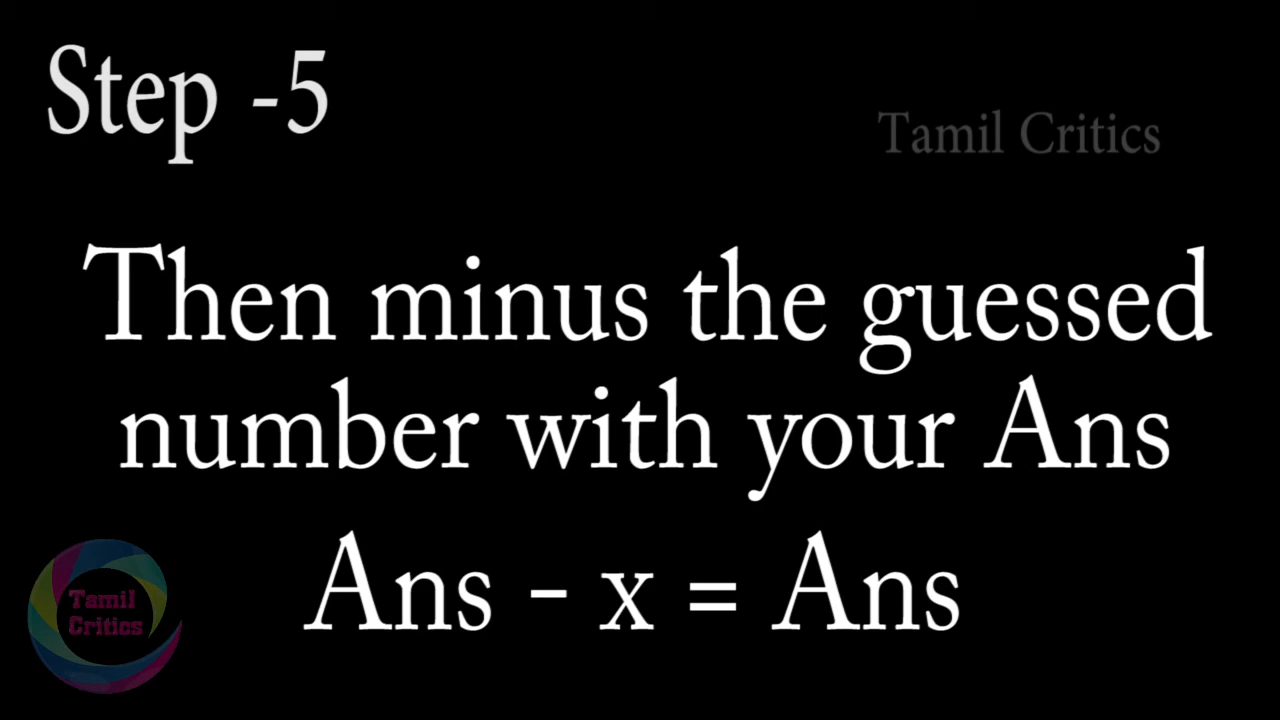 Step -5
Tamil Critics
Then minus the guessed
number with your Ans
Ans - x = Ans
Tamil
Critics